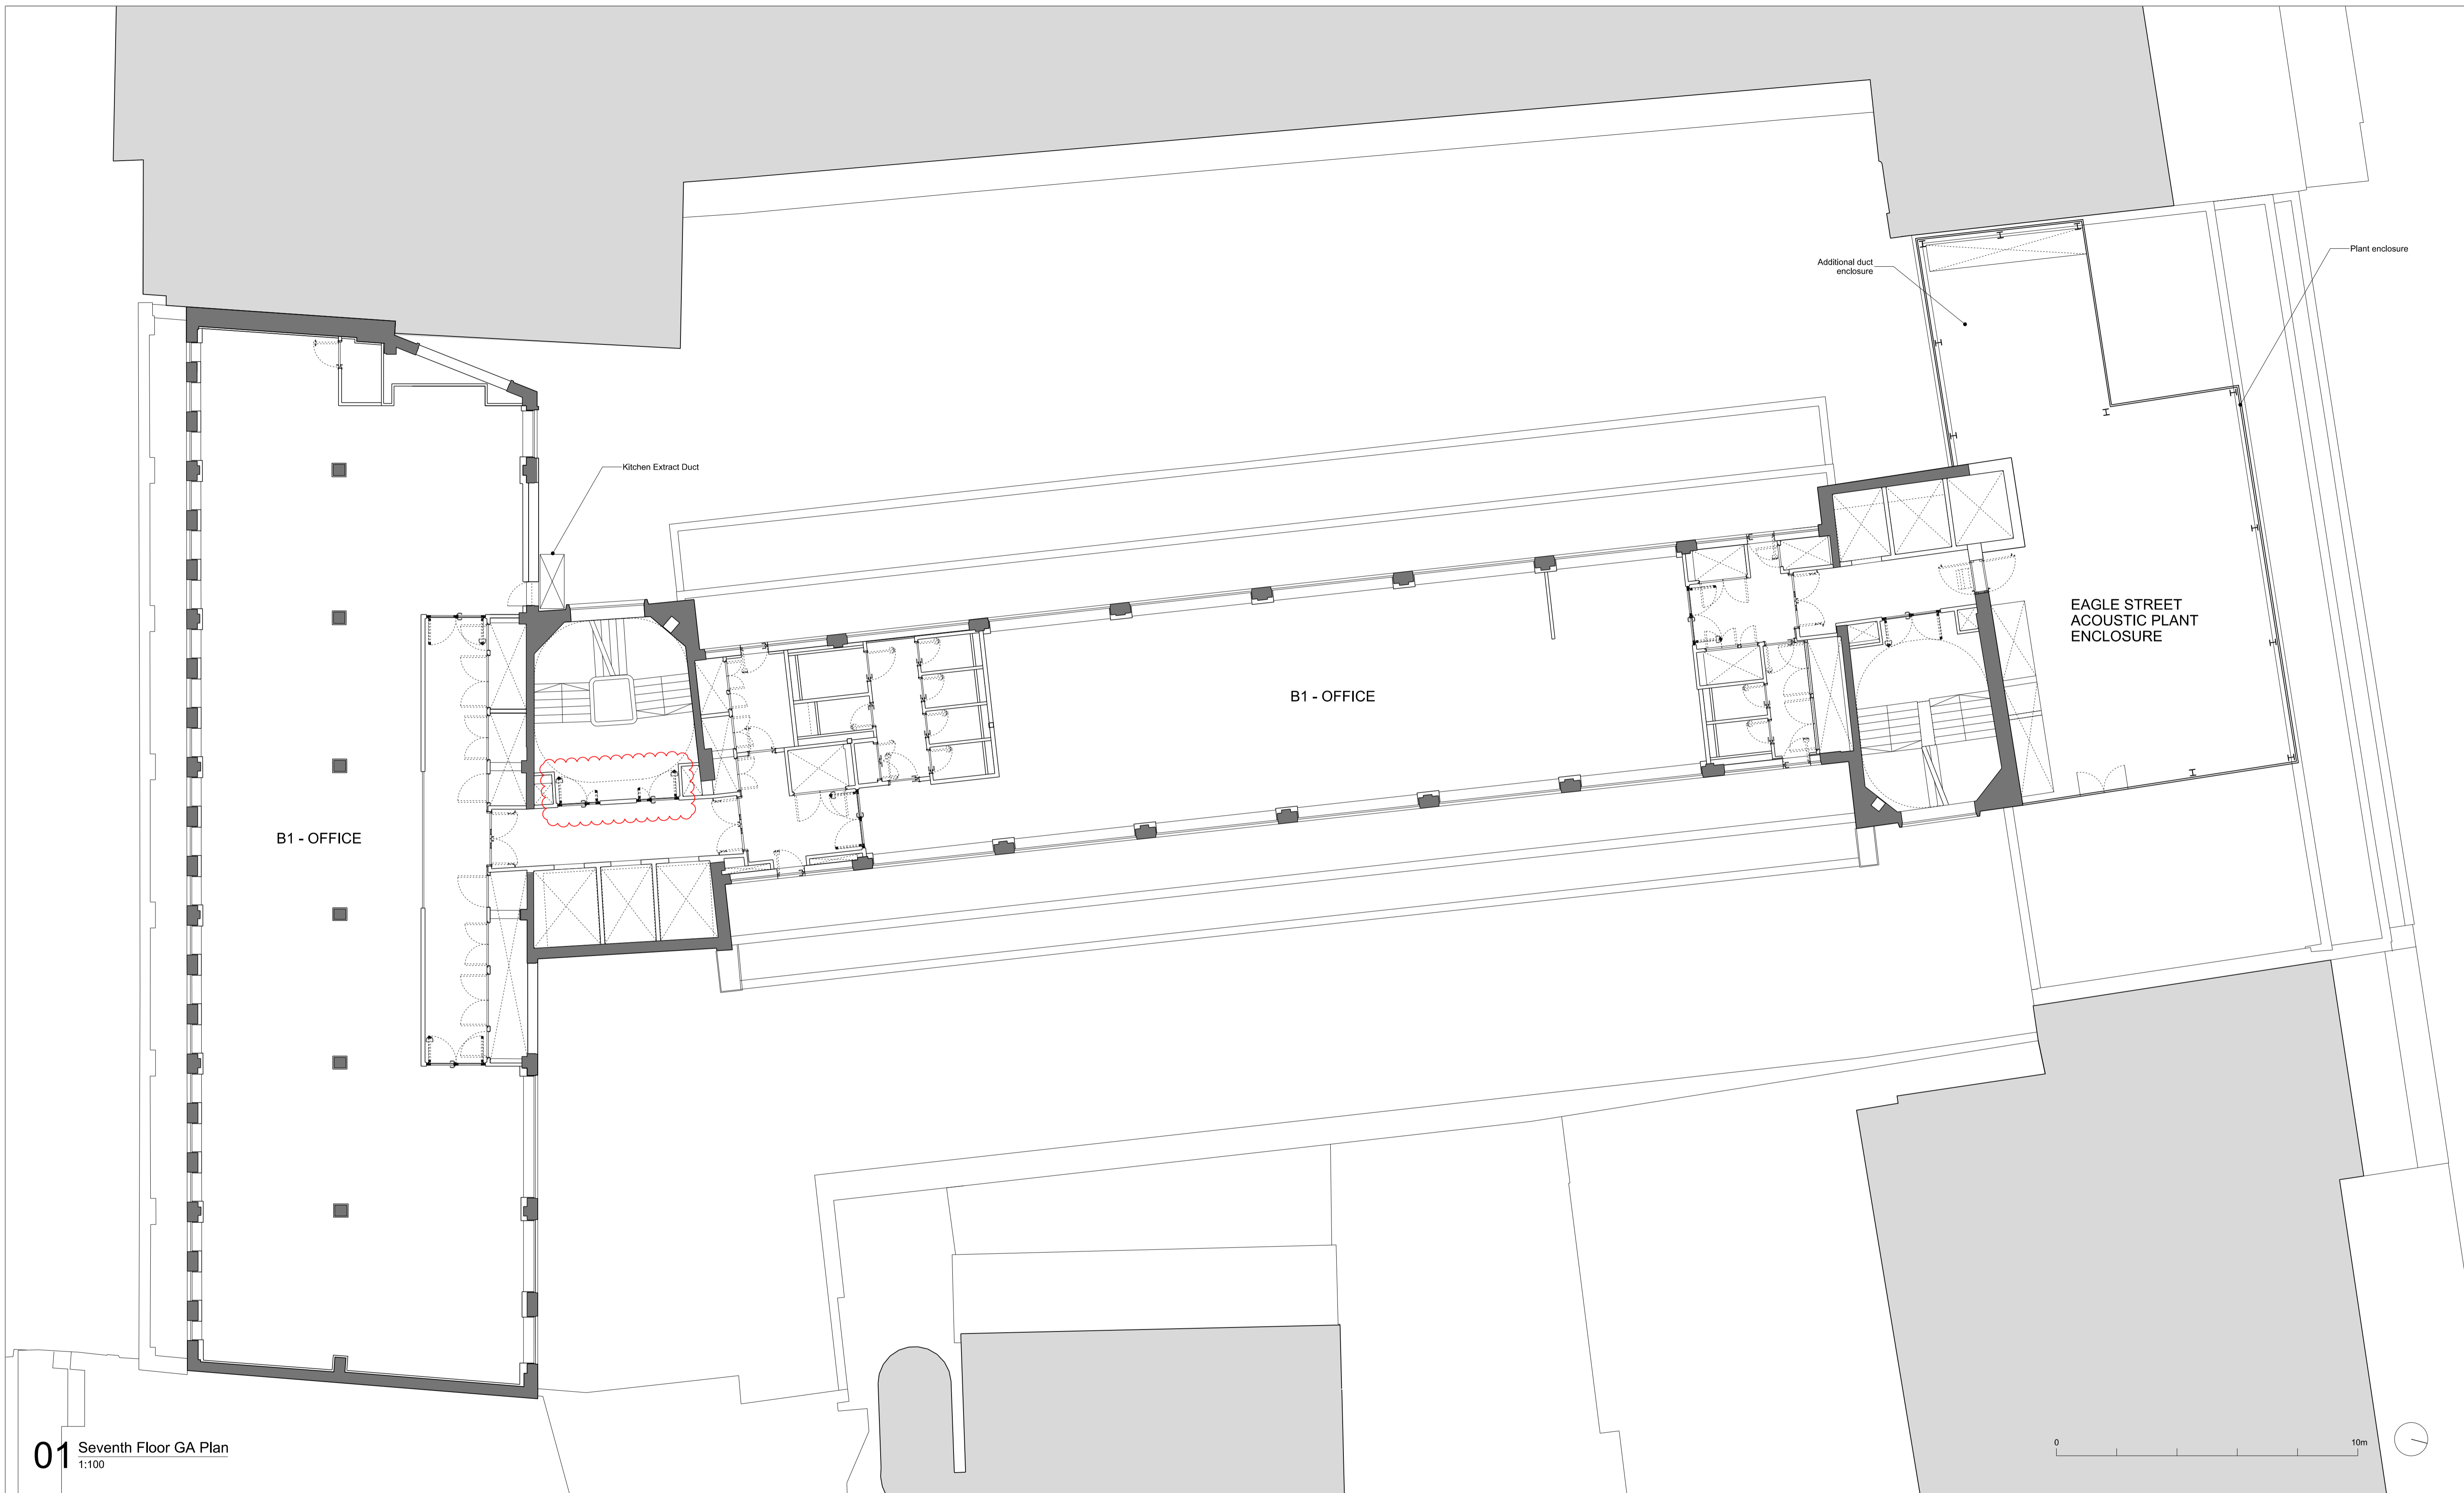 Plant enclosure
Additional duct
enclosure
Kitchen Extract Duct
EAGLE STREET
ACOUSTIC PLANT
ENCLOSURE
B1 - OFFICE
B1 - OFFICE
01 Seventh Floor GA Plan
1:100
0 10m